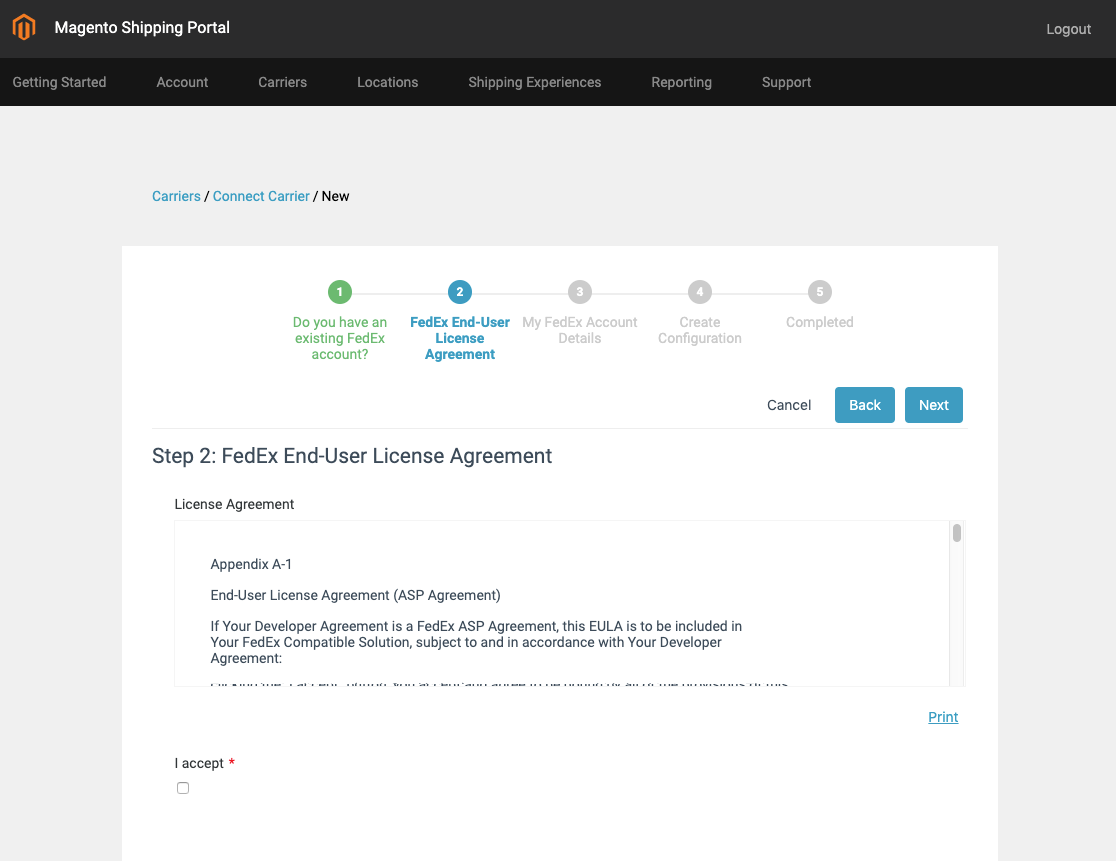 Magento Shipping Portal
Logout
Getting Started Account Carriers Locations Shipping Experiences Reporting Support
Carriers / Connect Carrier / New
1 2 3 4 5
Do you have an existing FedEx account?
FedEx End-User License Agreement
My FedEx Account Details
Create Configuration
Completed
Cancel Back Next
Step 2: FedEx End-User License Agreement
License Agreement
Appendix A-1
End-User License Agreement (ASP Agreement)
If Your Developer Agreement is a FedEx ASP Agreement, this EULA is to be included in
Your FedEx Compatible Solution, subject to and in accordance with Your Developer
Agreement:
Print
I accept *